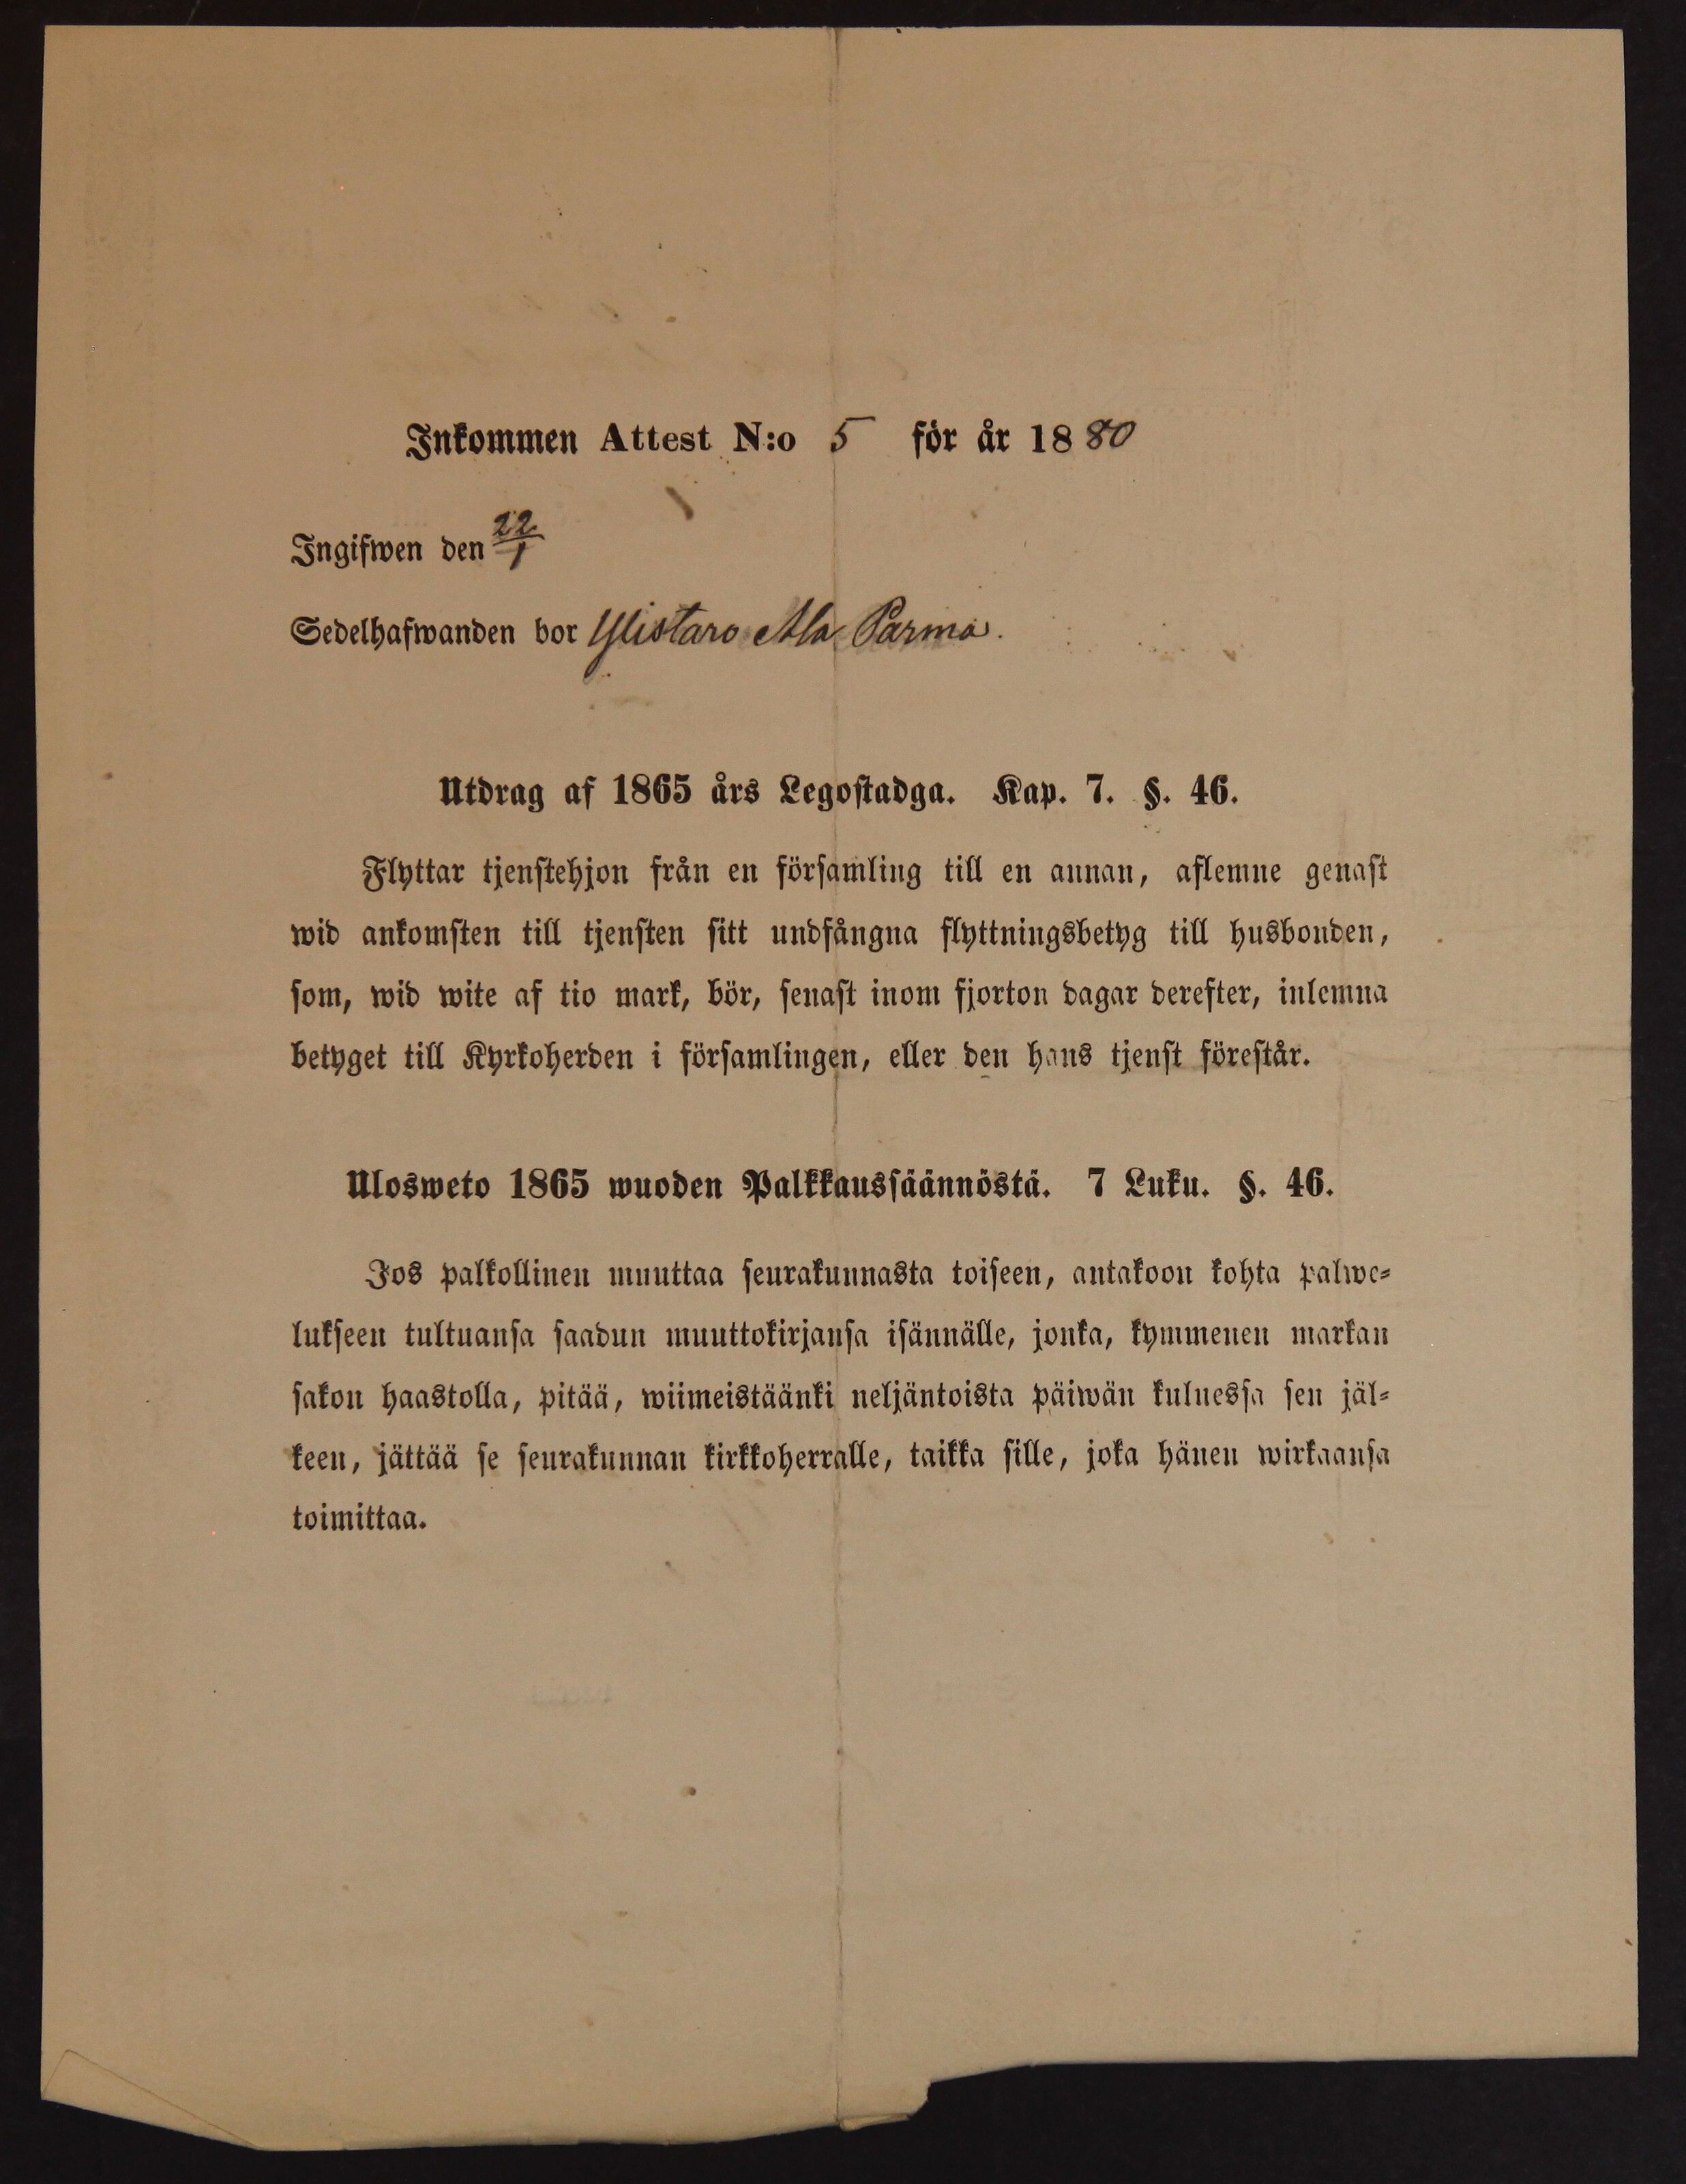 Inkommen Attest N:o 5 för år 1880
Ingifwen den 22/1
Sedelhafwanden bor Ylistaro Ala Parma.
Utdrag af 1865 års Legostadga. Kap. 7. §. 46.
Flyttar tjenstehjon från en församling till en annan, aflemne genast
wid ankomsten till tjensten sitt undfångna flyttningsbetyg till husbonden,
som, wid wite af tio mark, bör, senast inom fjorton dagar derefter, inlemna
betyget till Kyrkoherden i församlingen, eller den hans tjenst förestår.
Ulosweto 1865 wuoden Palkkaussäännöstä. 7 Luku. §. 46.
Jos palkollinen muuttaa seurakunnasta toiseen, antakoon kohta palwe-
lukseen tultuansa saadun muuttokirjansa isännälle, jonka, kymmenen markan
sakon haastolla, pitää, wiimeistäänki neljäntoista päiwän kuluessa sen jäl-
keen, jättää se seurakunnan kirkkoherralle, taikka sille, joka hänen wirkaansa
toimittaa.